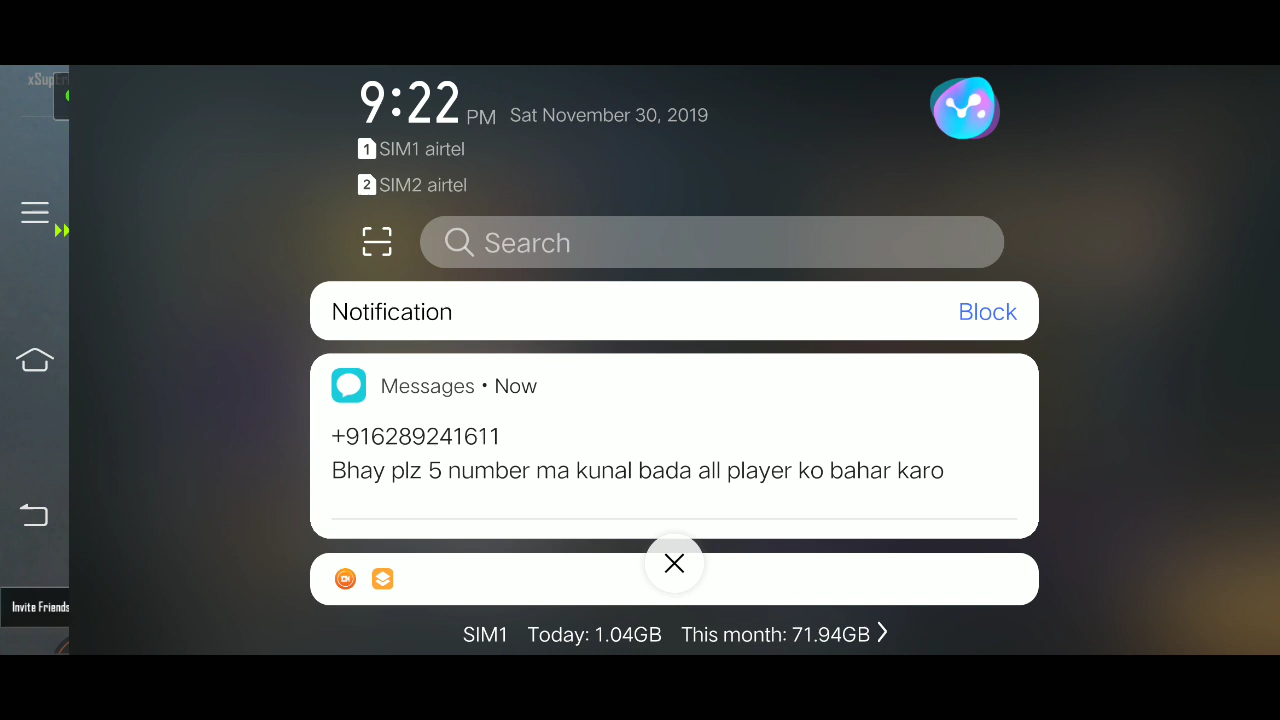 9:22 PM Sat November 30, 2019
1 SIM1 airtel
2 SIM2 airtel
Search
Notification Block
Messages • Now
+916289241611
Bhay plz 5 number ma kunal bada all player ko bahar karo
Invite Friends
SIM1 Today: 1.04GB This month: 71.94GB